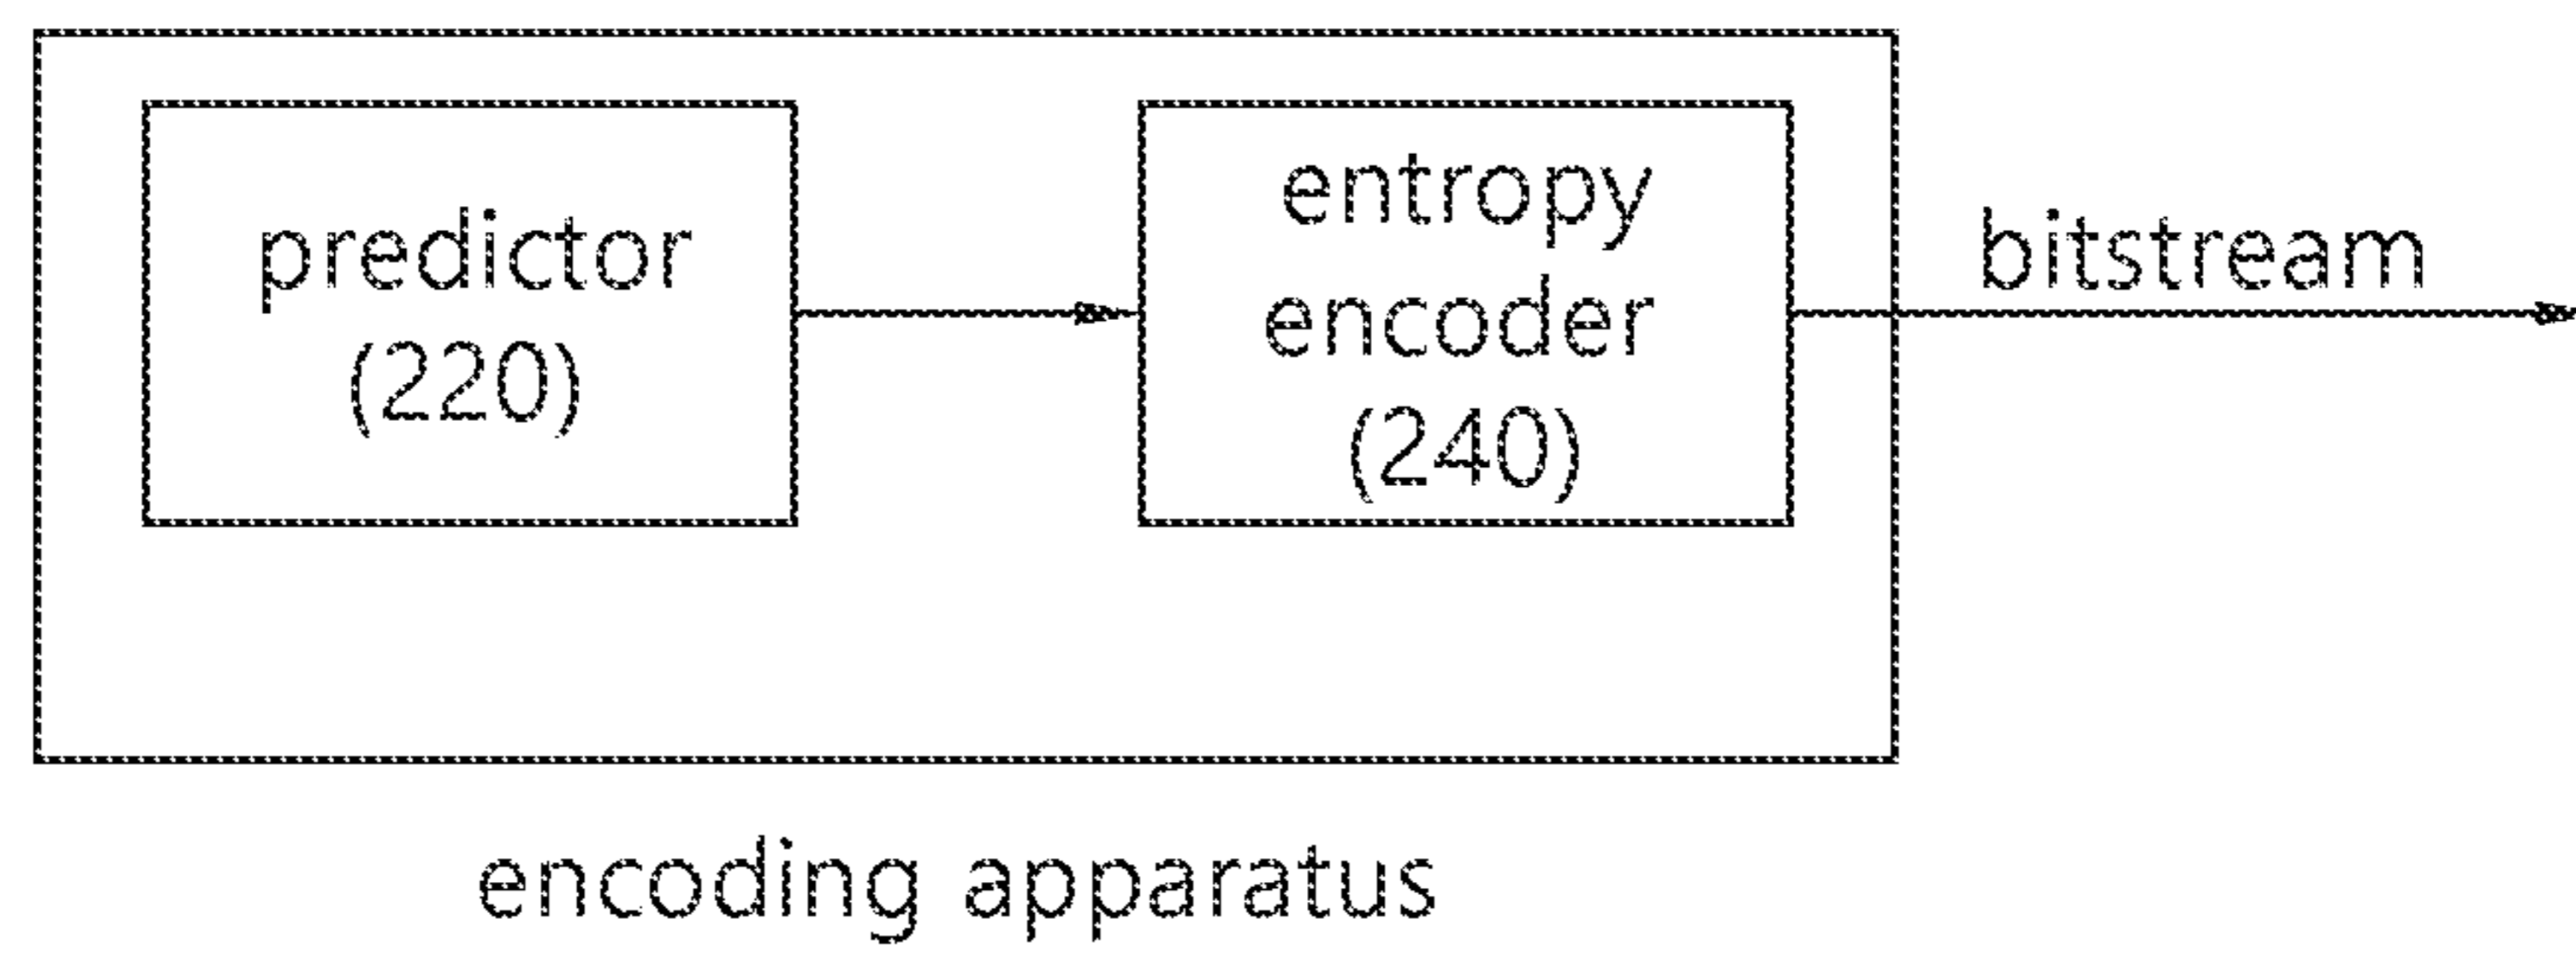 predictor
(220)
entropy
encoder
(240)
bitstream
encoding apparatus